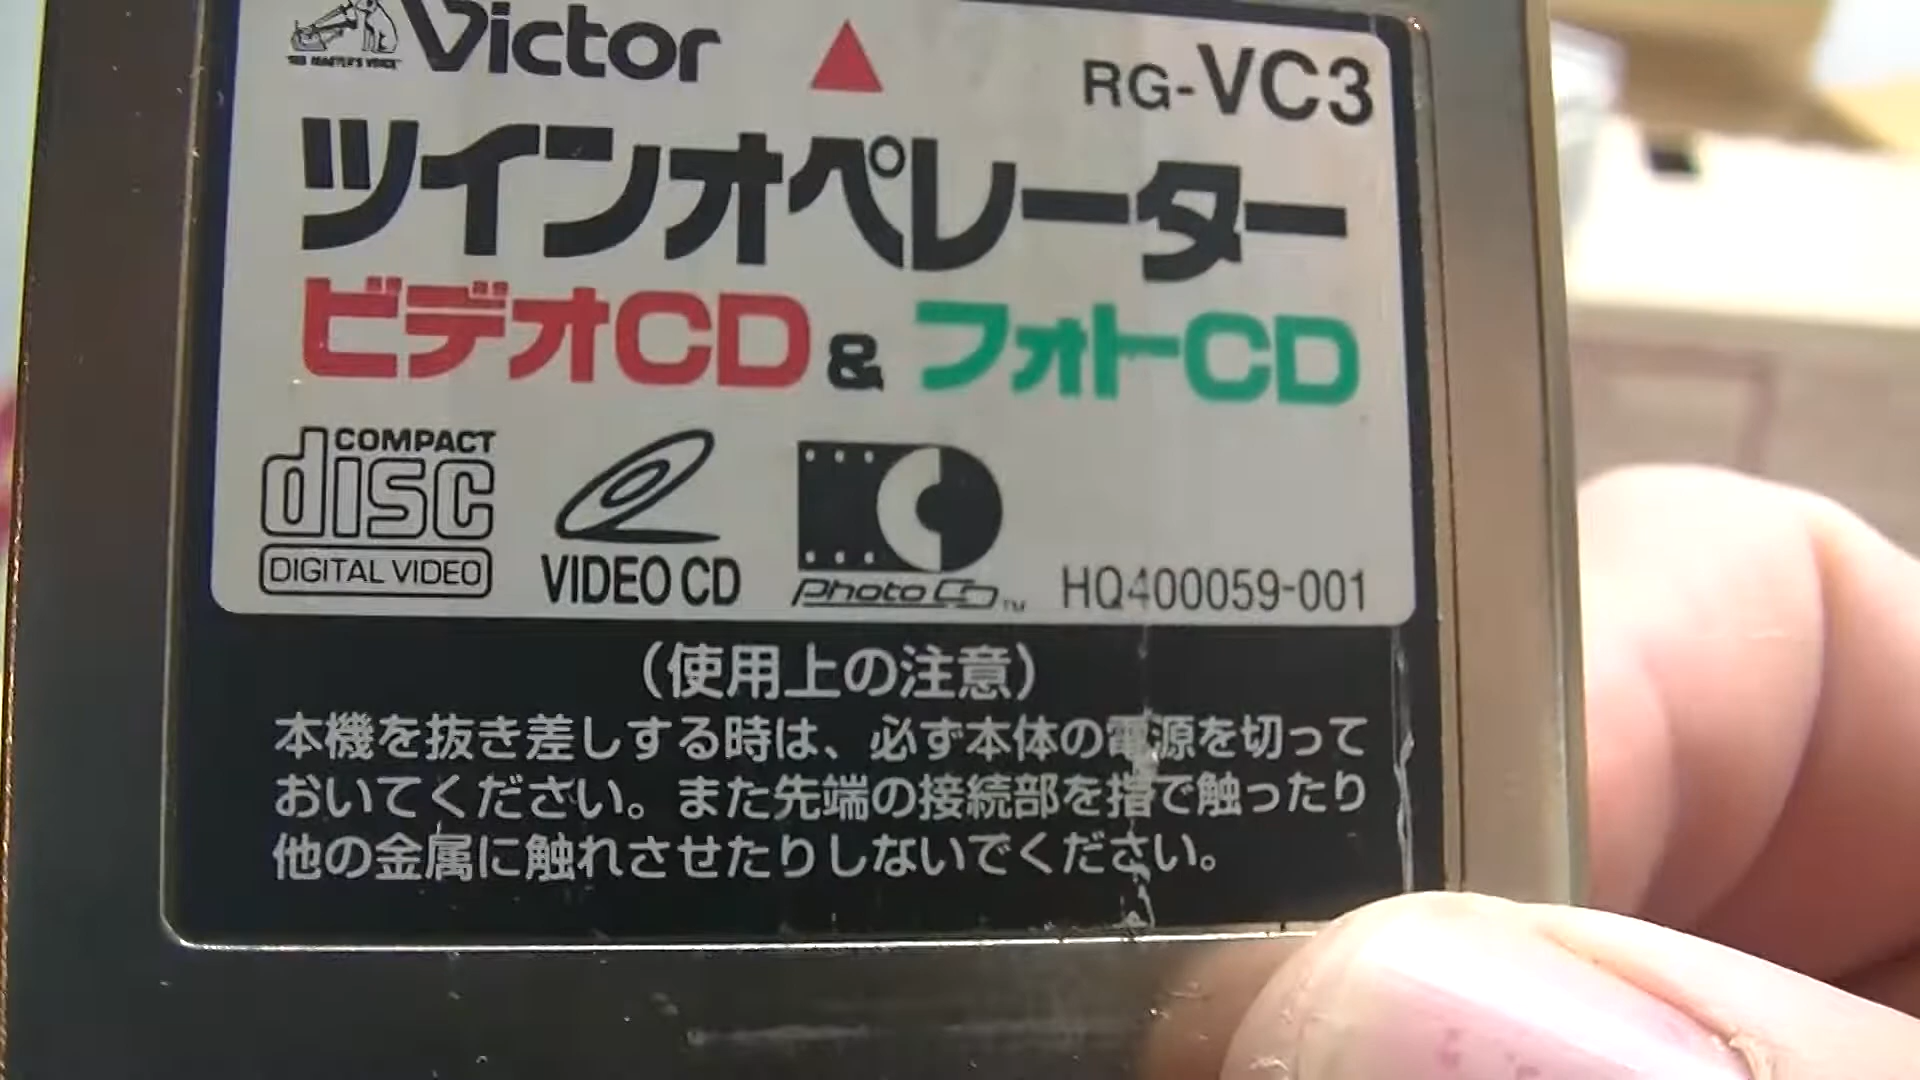 "HIS MASTER'S VOICE" Victor RG-VC3
ツインオペレーター
ビデオCD & フォトCD
COMPACT
disc
DIGITAL VIDEO
VIDEO CD
Photo CD TM
HQ400059-001
（使用上の注意）
本機を抜き差しする時は、必ず本体の電源を切って
おいてください。また先端の接続部を指で触ったり
他の金属に触れさせたりしないでください。